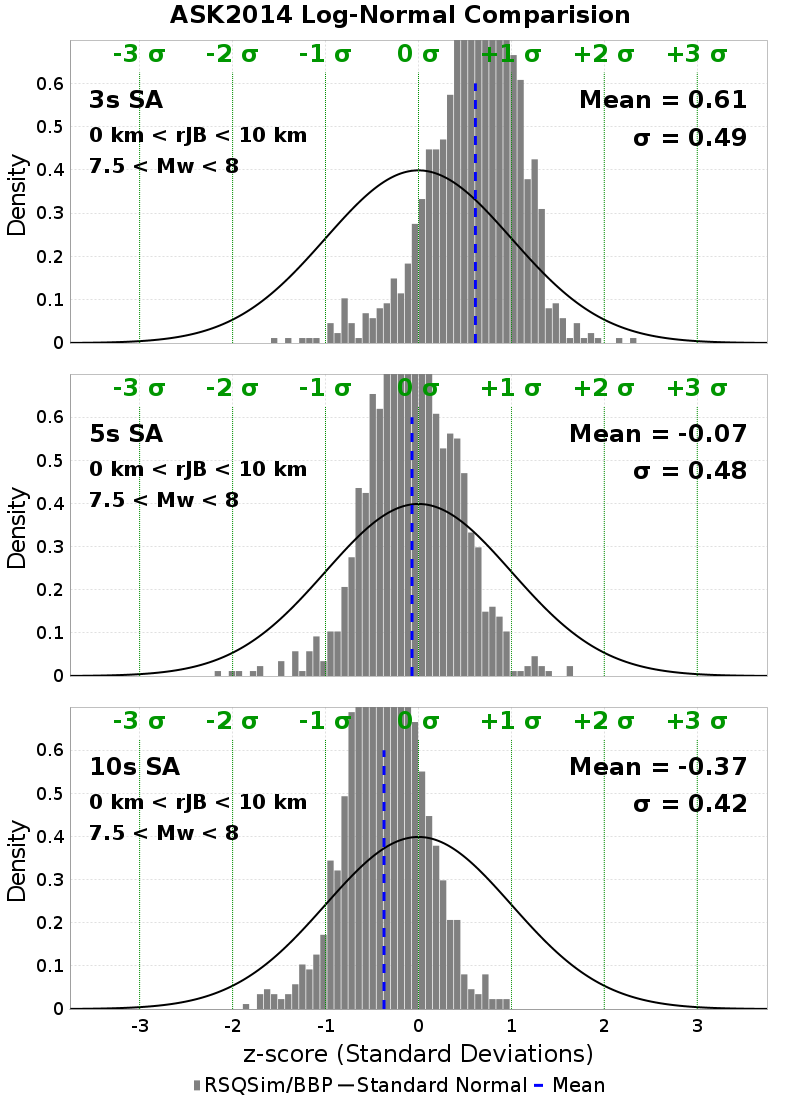 ASK2014 Log-Normal Comparision
-3 σ -2 σ -1 σ 0 σ +1 σ +2 σ +3 σ
3s SA
0 km < rJB < 10 km
7.5 < Mw < 8
Mean = 0.61
σ = 0.49
Density
0.6
0.5
0.4
0.3
0.2
0.1
0
-3 σ -2 σ -1 σ 0 σ +1 σ +2 σ +3 σ
5s SA
0 km < rJB < 10 km
7.5 < Mw < 8
Mean = -0.07
σ = 0.48
Density
0.6
0.5
0.4
0.3
0.2
0.1
0
-3 σ -2 σ -1 σ 0 σ +1 σ +2 σ +3 σ
10s SA
0 km < rJB < 10 km
7.5 < Mw < 8
Mean = -0.37
σ = 0.42
Density
0.6
0.5
0.4
0.3
0.2
0.1
0
-3 -2 -1 0 1 2 3
z-score (Standard Deviations)
RSQSim/BBP Standard Normal Mean